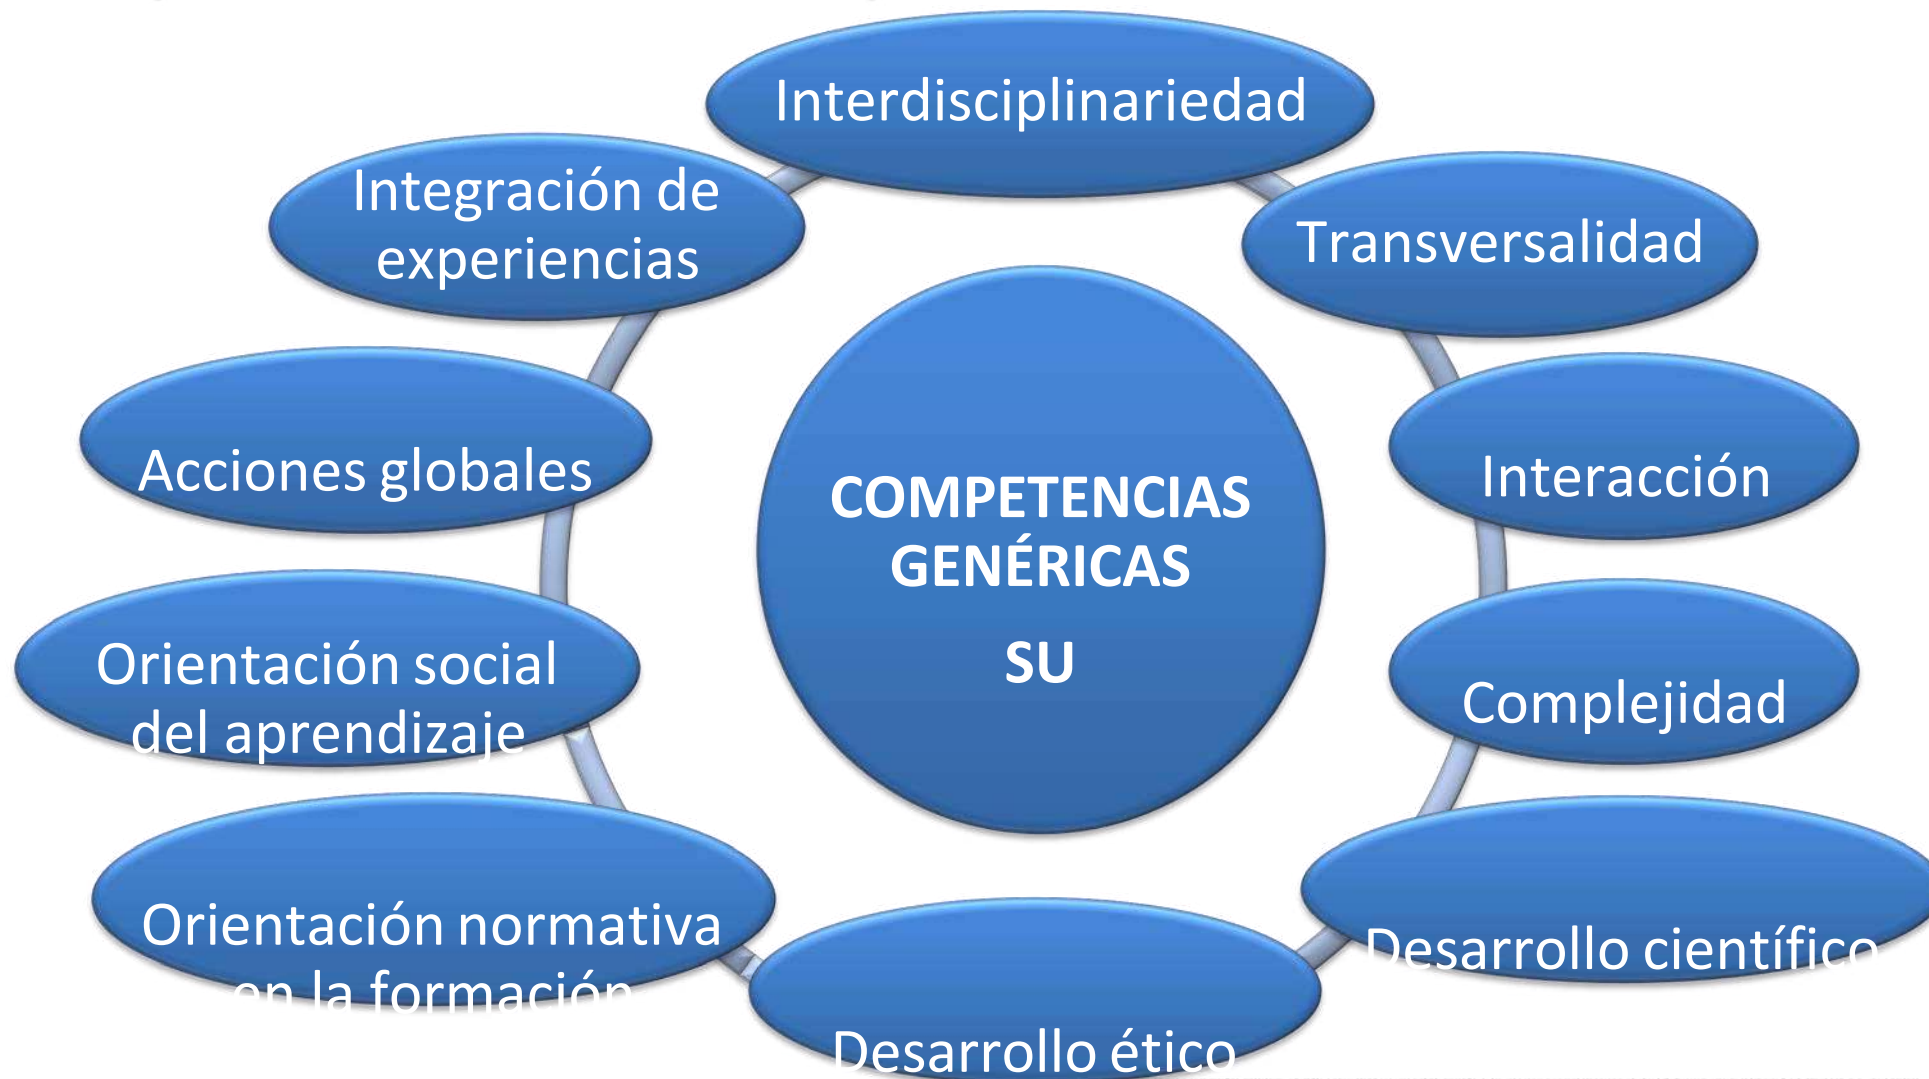 Interdisciplinariedad
Integración de
experiencias
Transversalidad
Acciones globales
Interacción
COMPETENCIAS
GENÉRICAS
SU
Orientación social
del aprendizaje
Complejidad
Orientación normativa
en la formación
Desarrollo científico
Desarrollo ético